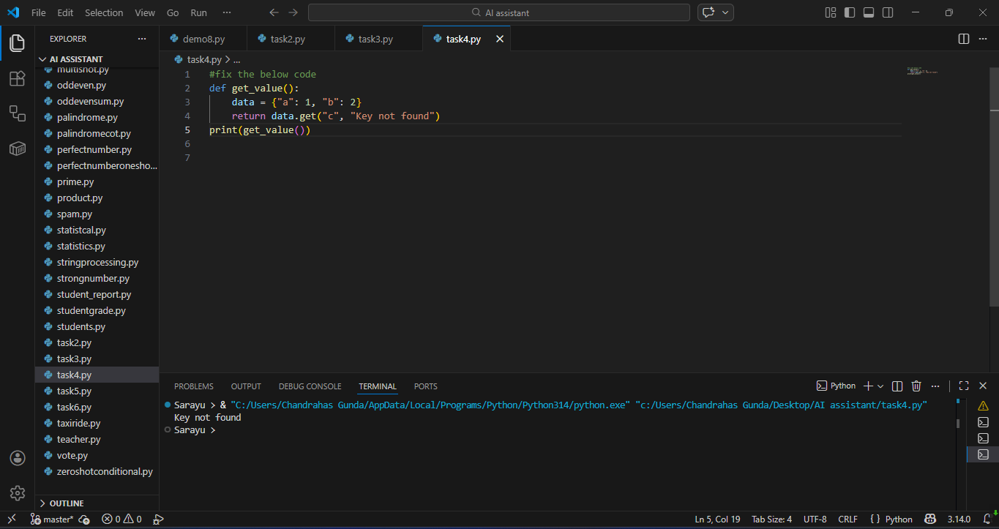 File Edit Selection View Go Run ··· AI assistant
EXPLORER ···
AI ASSISTANT
multishot.py
oddeven.py
oddevensum.py
palindrome.py
palindromecot.py
perfectnumber.py
perfectnumberonesho...
prime.py
product.py
spam.py
statistcal.py
statistics.py
stringprocessing.py
strongnumber.py
student_report.py
studentgrade.py
students.py
task2.py
task3.py
task4.py
task5.py
task6.py
taxiride.py
teacher.py
vote.py
zeroshotconditional.py
OUTLINE
demo8.py task2.py task3.py task4.py
task4.py > ...
1 #fix the below code
2 def get_value():
3     data = {"a": 1, "b": 2}
4     return data.get("c", "Key not found")
5 print(get_value())
6
7
PROBLEMS OUTPUT DEBUG CONSOLE TERMINAL PORTS Python
Sarayu > & "C:/Users/Chandrahas Gunda/AppData/Local/Programs/Python/Python314/python.exe" "c:/Users/Chandrahas Gunda/Desktop/AI assistant/task4.py"
Key not found
Sarayu >
master* 0 0 Ln 5, Col 19 Tab Size: 4 UTF-8 CRLF { } Python 3.14.0